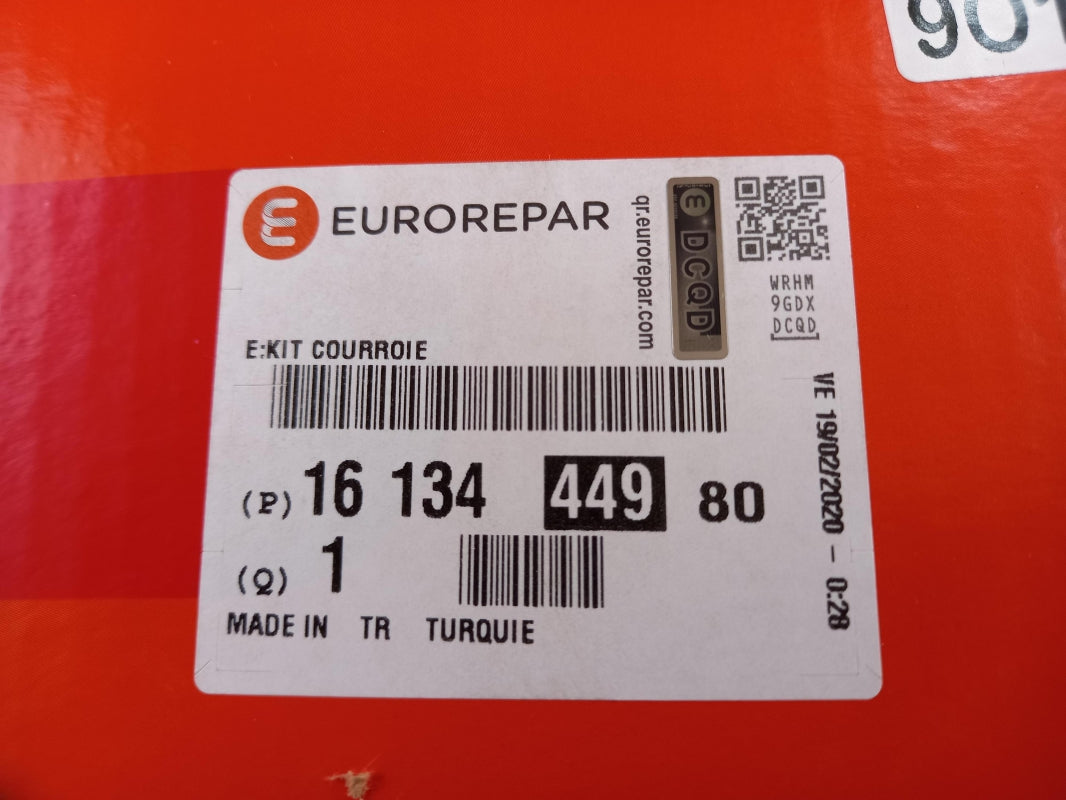 EUROREPAR
qr.eurorepar.com
DCQD
WRHM
9GDX
DCQD
E:KIT COURROIE
(P) 16 134 449 80
(Q) 1
MADE IN TR TURQUIE
VE 19/02/2020 - 0:28